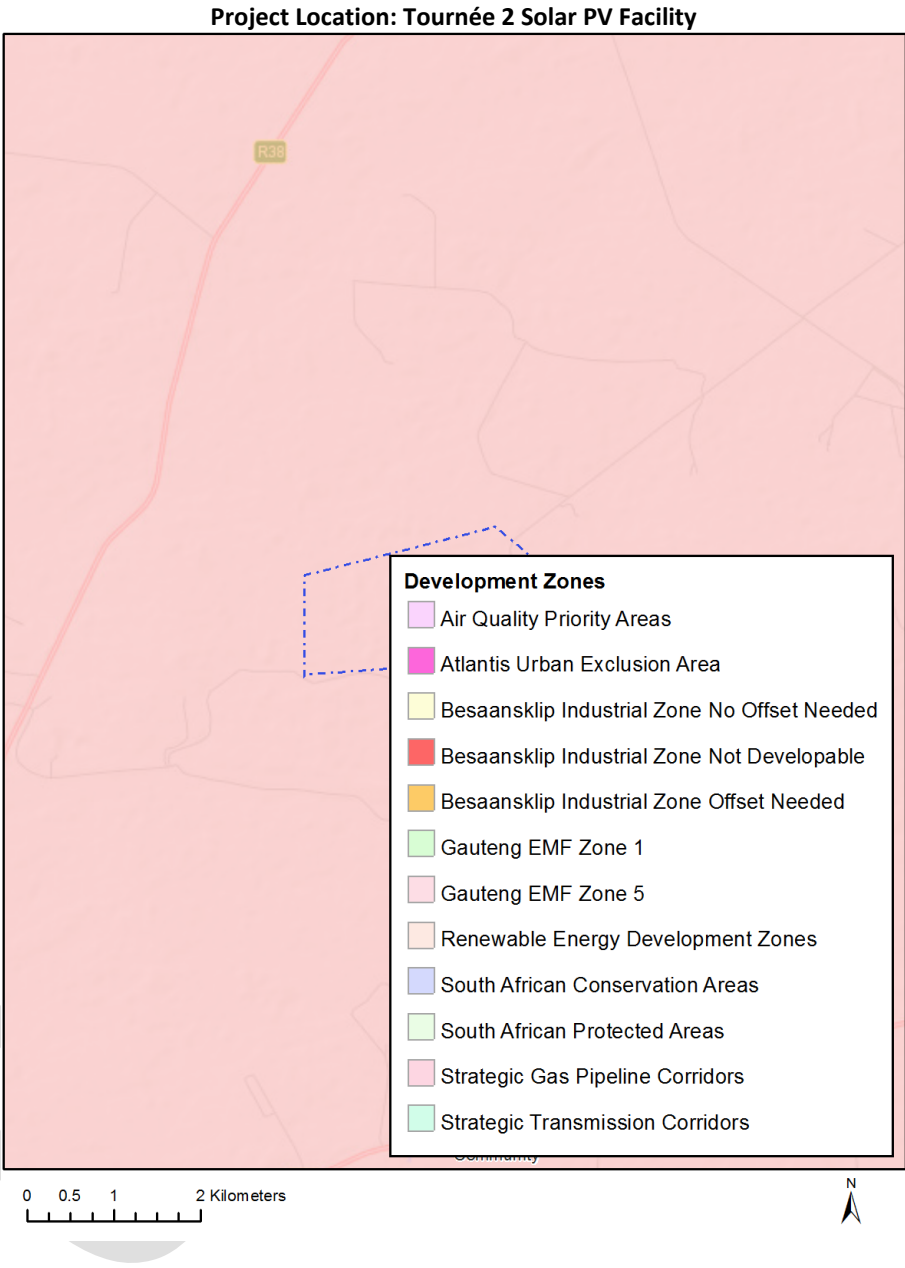 Project Location: Tournée 2 Solar PV Facility
R38
Development Zones
Air Quality Priority Areas
Atlantis Urban Exclusion Area
Besaansklip Industrial Zone No Offset Needed
Besaansklip Industrial Zone Not Developable
Besaansklip Industrial Zone Offset Needed
Gauteng EMF Zone 1
Gauteng EMF Zone 5
Renewable Energy Development Zones
South African Conservation Areas
South African Protected Areas
Strategic Gas Pipeline Corridors
Strategic Transmission Corridors
Community
0 0.5 1 2 Kilometers
N